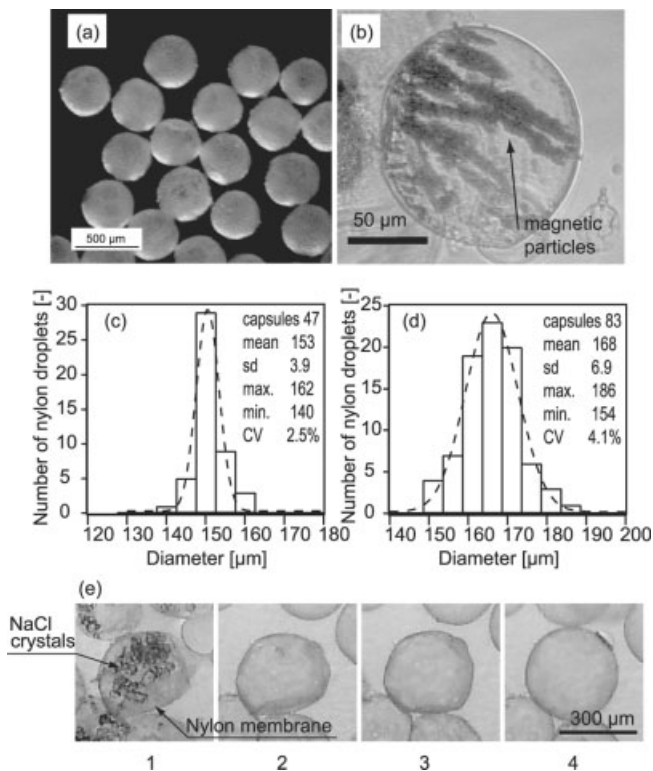 (a)
500 µm
(b)
50 µm
magnetic
particles
(c)
Number of nylon droplets [-]
30
25
20
15
10
5
0
120 130 140 150 160 170 180
Diameter [µm]
capsules 47
mean 153
sd 3.9
max. 162
min. 140
CV 2.5%
(d)
Number of nylon droplets [-]
25
20
15
10
5
0
140 150 160 170 180 190 200
Diameter [µm]
capsules 83
mean 168
sd 6.9
max. 186
min. 154
CV 4.1%
(e)
NaCl
crystals
Nylon membrane
300 µm
1 2 3 4